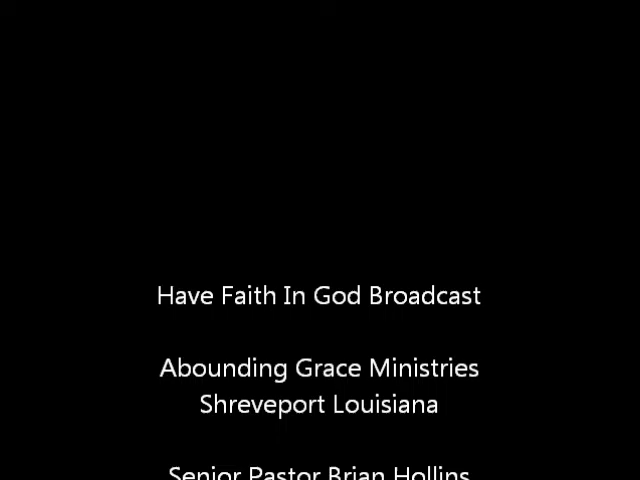 Have Faith In God Broadcast
Abounding Grace Ministries
Shreveport Louisiana
Senior Pastor Brian Hollins